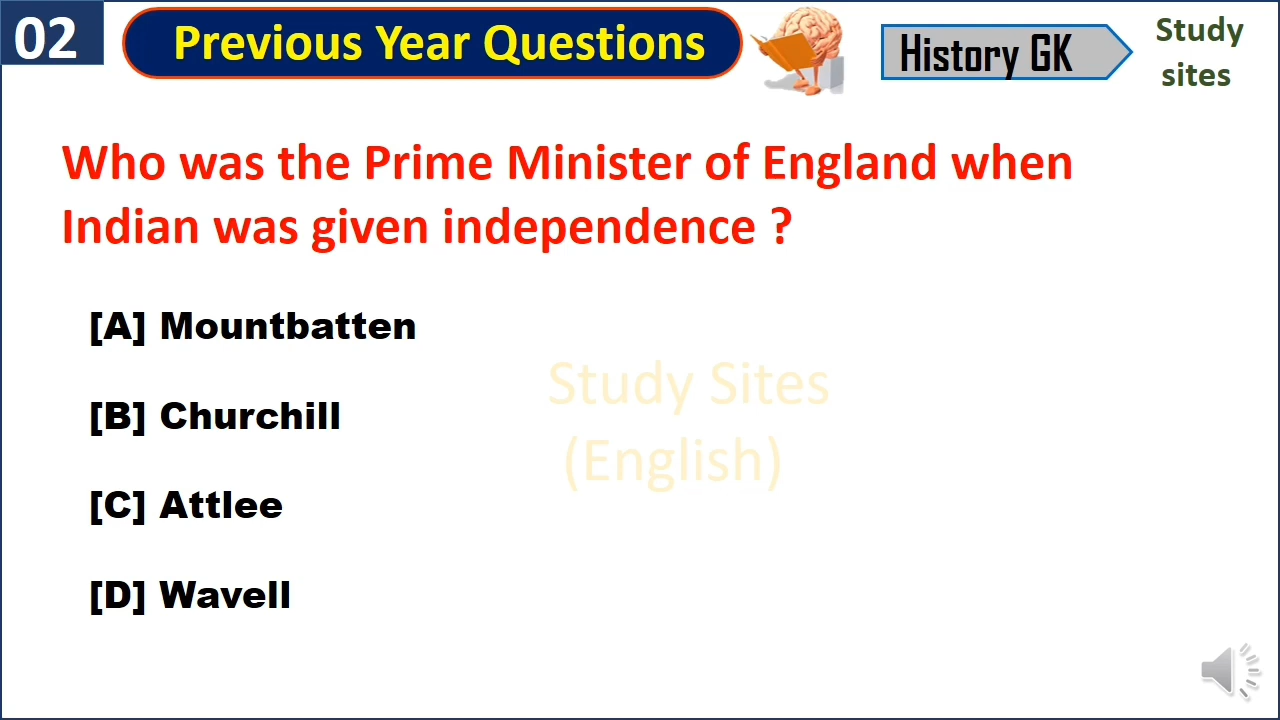 02
Previous Year Questions
History GK
Study
sites
Who was the Prime Minister of England when
Indian was given independence ?
[A] Mountbatten
[B] Churchill
[C] Attlee
[D] Wavell
Study Sites
(English)